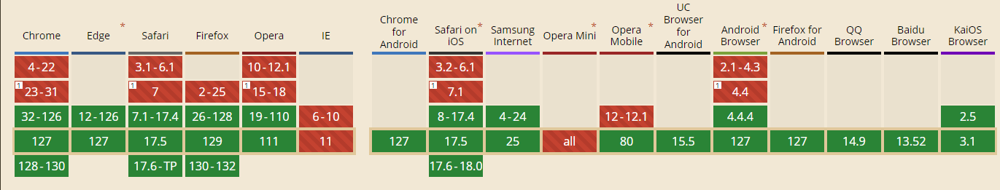 Chrome
Edge *
Safari
Firefox
Opera
IE
Chrome
for
Android
Safari on *
iOS
Samsung
Internet
Opera Mini *
Opera *
Mobile
UC
Browser
for
Android
Android *
Browser
Firefox for
Android
QQ
Browser
Baidu
Browser
KaiOS
Browser
4-22 3.1-6.1 10-12.1 3.2-6.1 2.1-4.3
1 23-31 1 7 2-25 1 15-18 1 7.1 1 4.4
32-126 12-126 7.1-17.4 26-128 19-110 6-10 8-17.4 4-24 12-12.1 4.4.4 2.5
127 127 17.5 129 111 11 127 17.5 25 all 80 15.5 127 127 14.9 13.52 3.1
128-130 17.6-TP 130-132 17.6-18.0